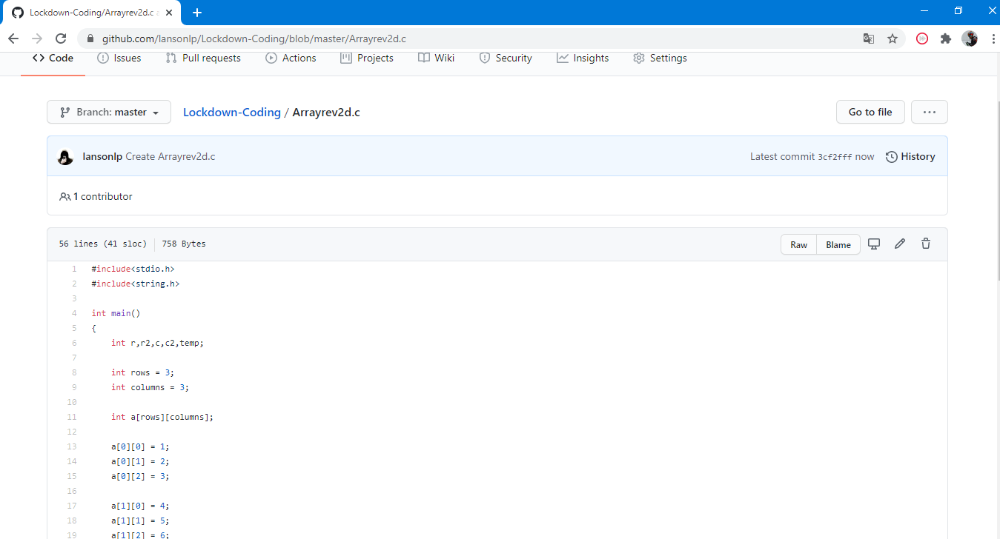 Lockdown-Coding/Arrayrev2d.c a
github.com/lansonlp/Lockdown-Coding/blob/master/Arrayrev2d.c
Code Issues Pull requests Actions Projects Wiki Security Insights Settings
Branch: master Lockdown-Coding / Arrayrev2d.c Go to file ...
lansonlp Create Arrayrev2d.c Latest commit 3cf2fff now History
1 contributor
56 lines (41 sloc) 758 Bytes Raw Blame
1 #include<stdio.h>
2 #include<string.h>
3
4 int main()
5 {
6 int r,r2,c,c2,temp;
7
8 int rows = 3;
9 int columns = 3;
10
11 int a[rows][columns];
12
13 a[0][0] = 1;
14 a[0][1] = 2;
15 a[0][2] = 3;
16
17 a[1][0] = 4;
18 a[1][1] = 5;
19 a[1][2] = 6;